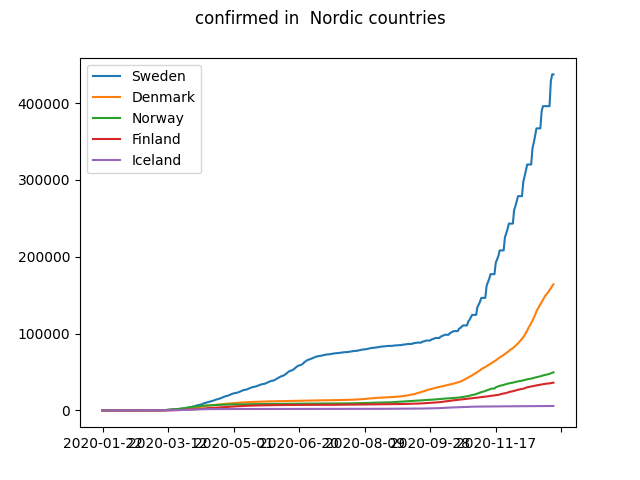 confirmed in  Nordic countries
Sweden
Denmark
Norway
Finland
Iceland
400000
300000
200000
100000
0
2020-01-22 2020-03-12 2020-05-01 2020-06-20 2020-08-09 2020-09-28 2020-11-17